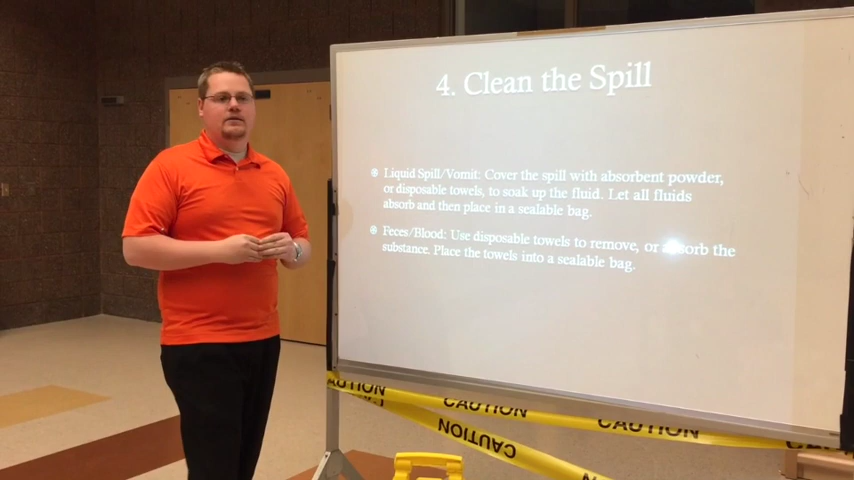 4. Clean the Spill
Liquid Spill/Vomit: Cover the spill with absorbent powder,
or disposable towels, to soak up the fluid. Let all fluids
absorb and then place in a sealable bag.
Feces/Blood: Use disposable towels to remove, or absorb the
substance. Place the towels into a sealable bag.
CAUTION CAUTION CAUTION
CAUTION